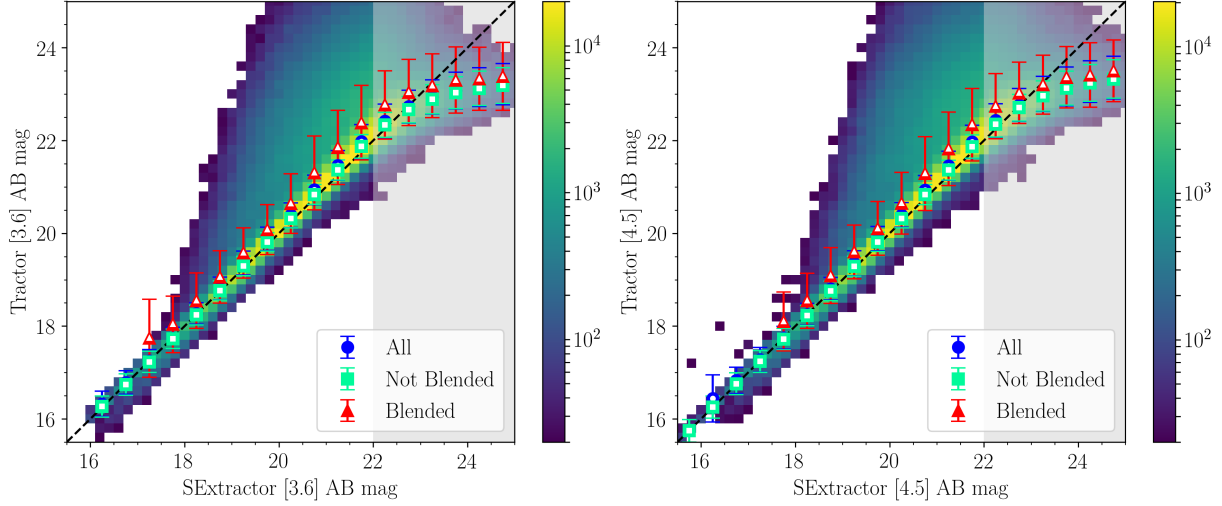 24
22
20
18
16
Tractor [3.6] AB mag
16 18 20 22 24
SExtractor [3.6] AB mag
All
Not Blended
Blended
10^4
10^3
10^2
24
22
20
18
16
Tractor [4.5] AB mag
16 18 20 22 24
SExtractor [4.5] AB mag
All
Not Blended
Blended
10^4
10^3
10^2